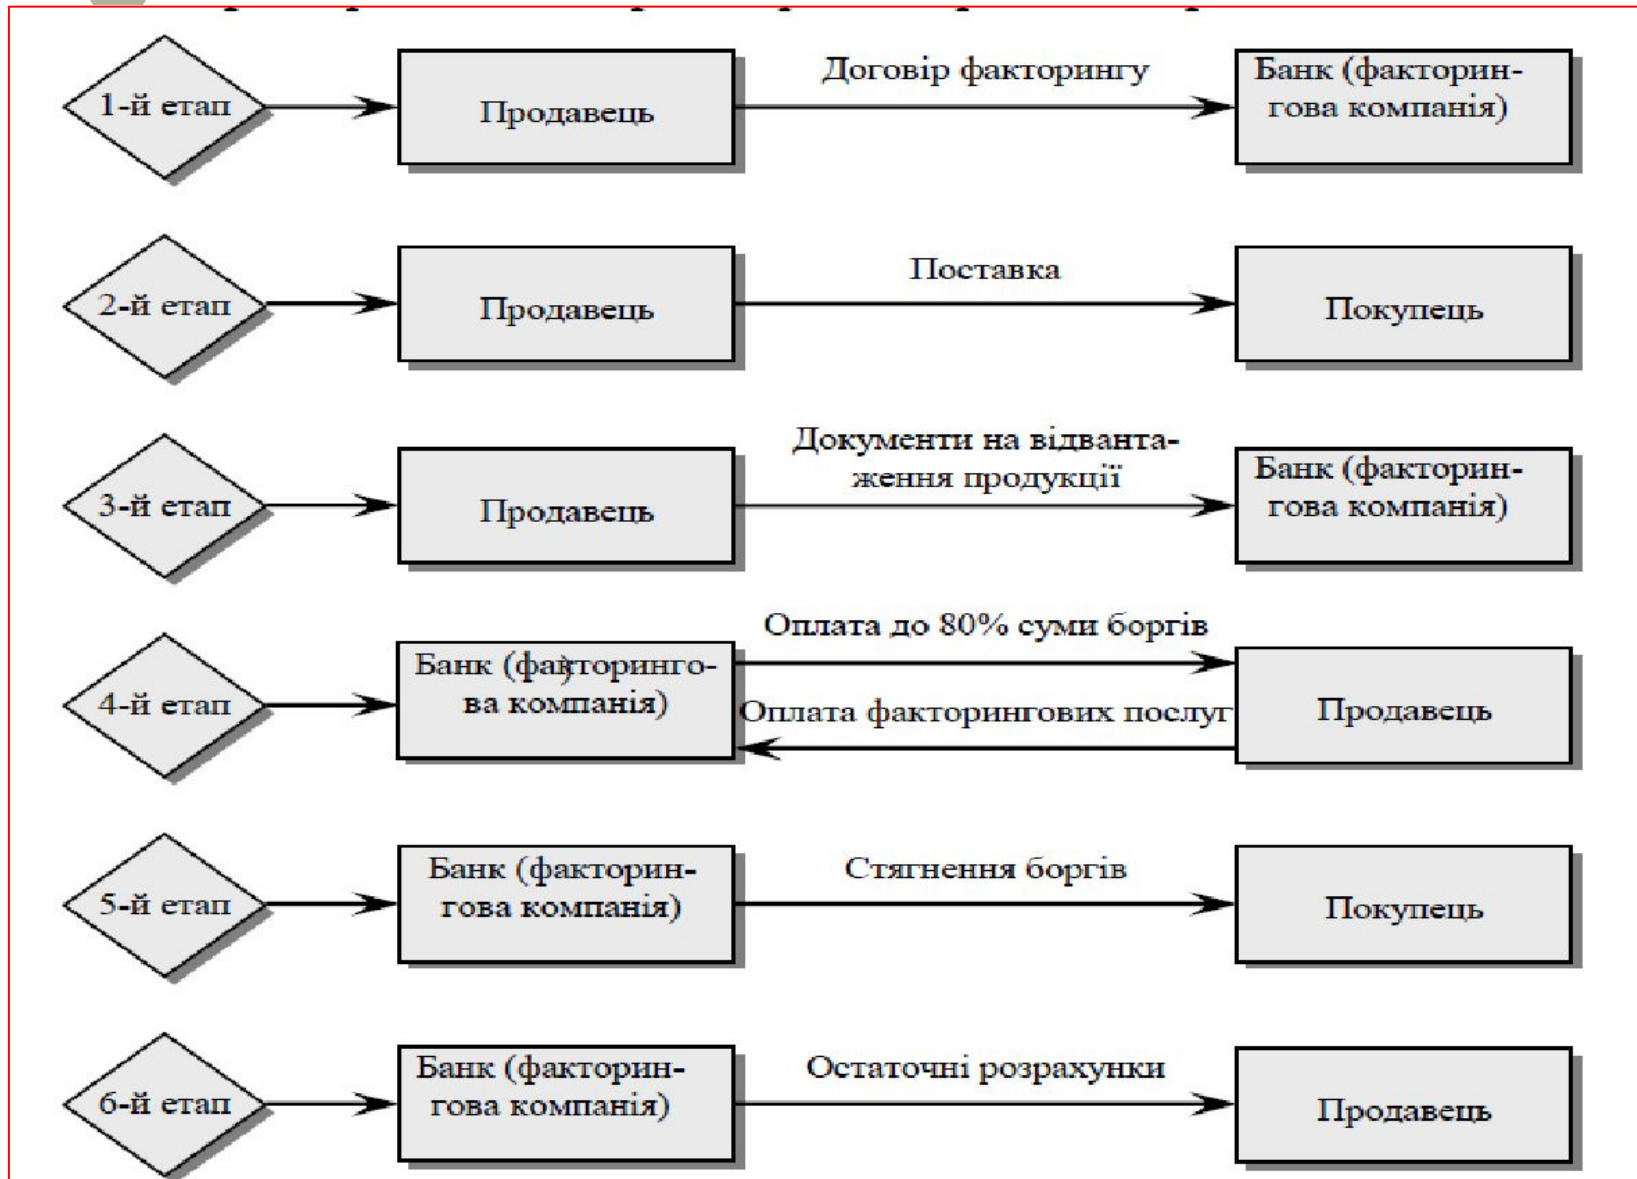 1-й етап
Продавець
Договір факторингу
Банк (факторин-
гова компанія)
2-й етап
Продавець
Поставка
Покупець
3-й етап
Продавець
Документи на відванта-
ження продукції
Банк (факторин-
гова компанія)
4-й етап
Банк (факторинго-
ва компанія)
Оплата до 80% суми боргів
Оплата факторингових послуг
Продавець
5-й етап
Банк (факторин-
гова компанія)
Стягнення боргів
Покупець
6-й етап
Банк (факторин-
гова компанія)
Остаточні розрахунки
Продавець